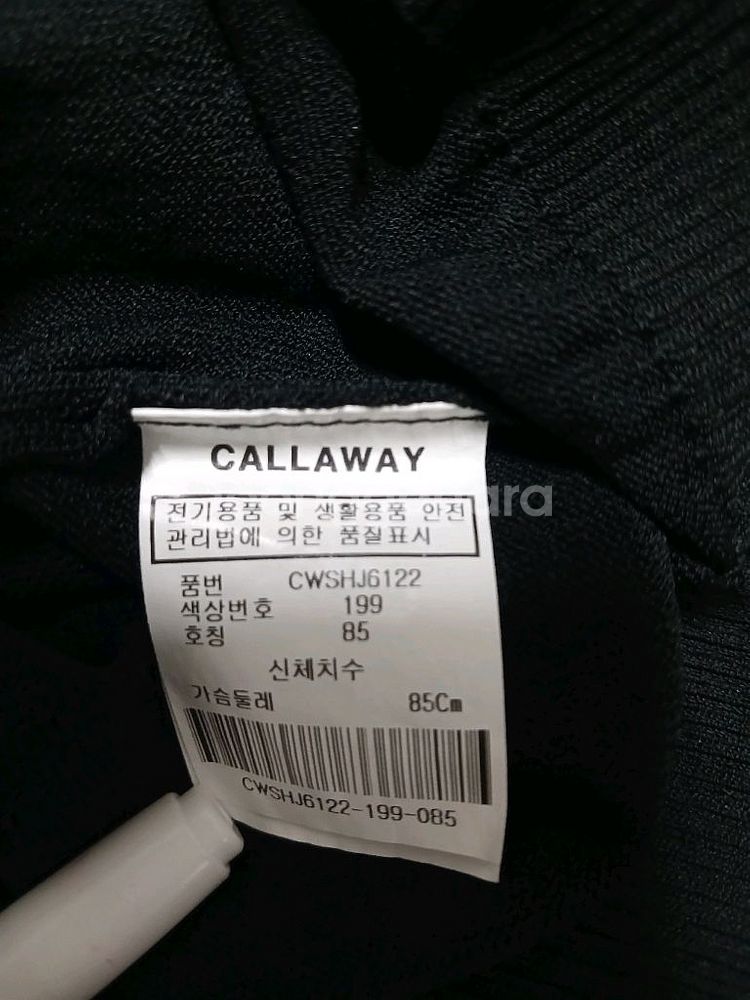 CALLAWAY
전기용품 및 생활용품 안전
관리법에 의한 품질표시
품번 CWSHJ6122
색상번호 199
호칭 85
신체치수
가슴둘레 85Cm
CWSHJ6122-199-085